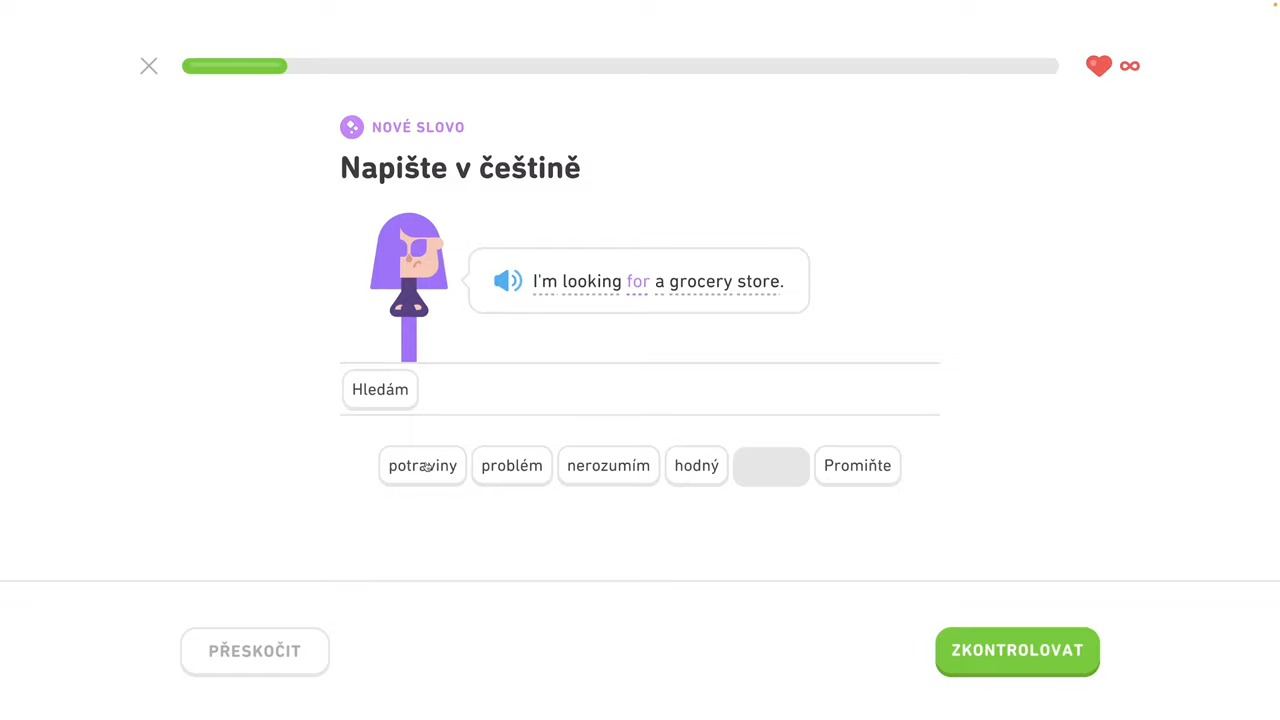 NOVÉ SLOVO
Napište v češtině
I'm looking for a grocery store.
Hledám
potraviny problém nerozumím hodný Promiňte
PŘESKOČIT ZKONTROLOVAT